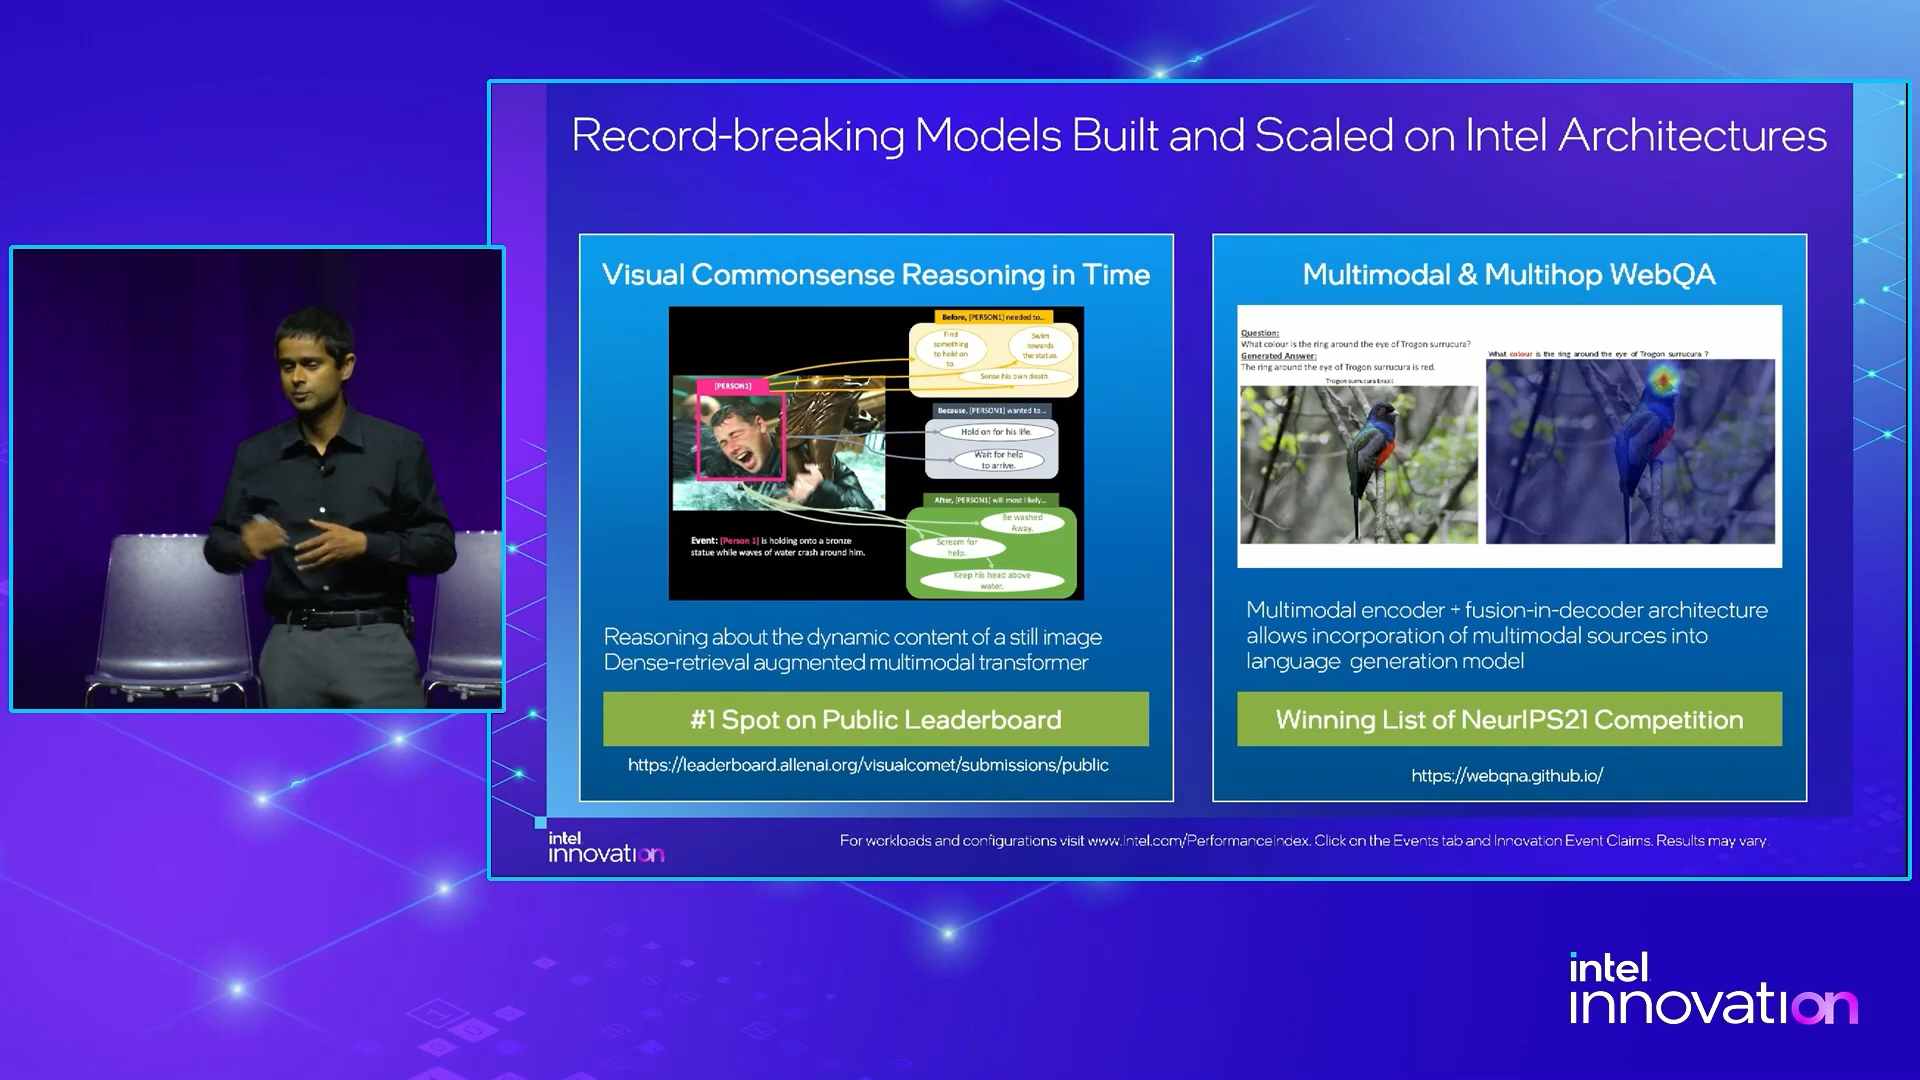 Record-breaking Models Built and Scaled on Intel Architectures
Visual Commonsense Reasoning in Time
Before, [PERSON1] needed to...
Find
something
to hold on
to.
Swim
towards
the statue.
Sense his own death.
[PERSON1]
Because, [PERSON1] wanted to...
Hold on for his life.
Wait for help
to arrive.
After, [PERSON1] will most likely...
Be washed
Away.
Scream for
help.
Keep his head above
water.
Event: [Person 1] is holding onto a bronze
statue while waves of water crash around him.
Reasoning about the dynamic content of a still image
Dense-retrieval augmented multimodal transformer
#1 Spot on Public Leaderboard
https://leaderboard.allenai.org/visualcomet/submissions/public
Multimodal & Multihop WebQA
Question:
What colour is the ring around the eye of Trogon surrucura?
Generated Answer:
The ring around the eye of Trogon surrucura is red.
Trogon surrucura brazil
What colour is the ring around the eye of Trogon surrucura ?
Multimodal encoder + fusion-in-decoder architecture
allows incorporation of multimodal sources into
language generation model
Winning List of NeurIPS21 Competition
https://webqna.github.io/
intel
innovation
For workloads and configurations visit www.intel.com/PerformanceIndex. Click on the Events tab and Innovation Event Claims. Results may vary.
intel
innovation